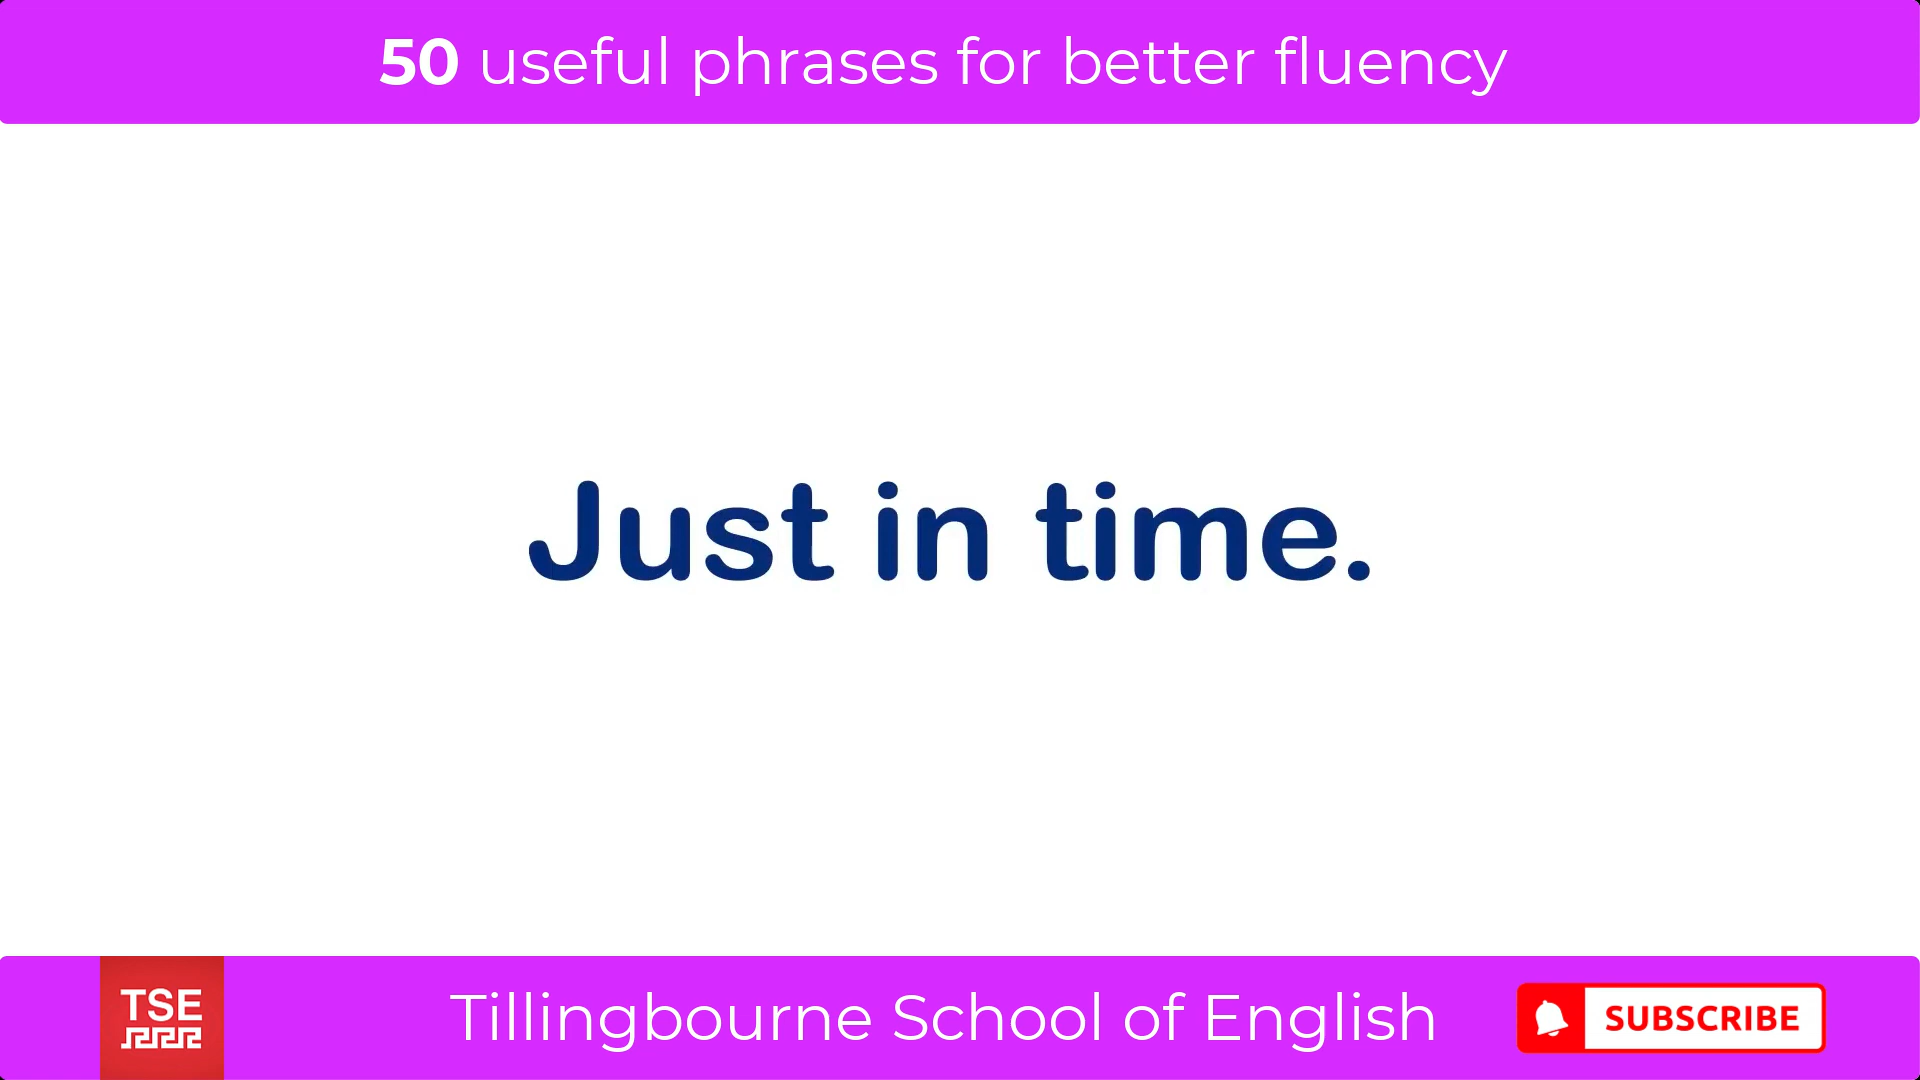 50 useful phrases for better fluency
Just in time.
TSE
Tillingbourne School of English
SUBSCRIBE